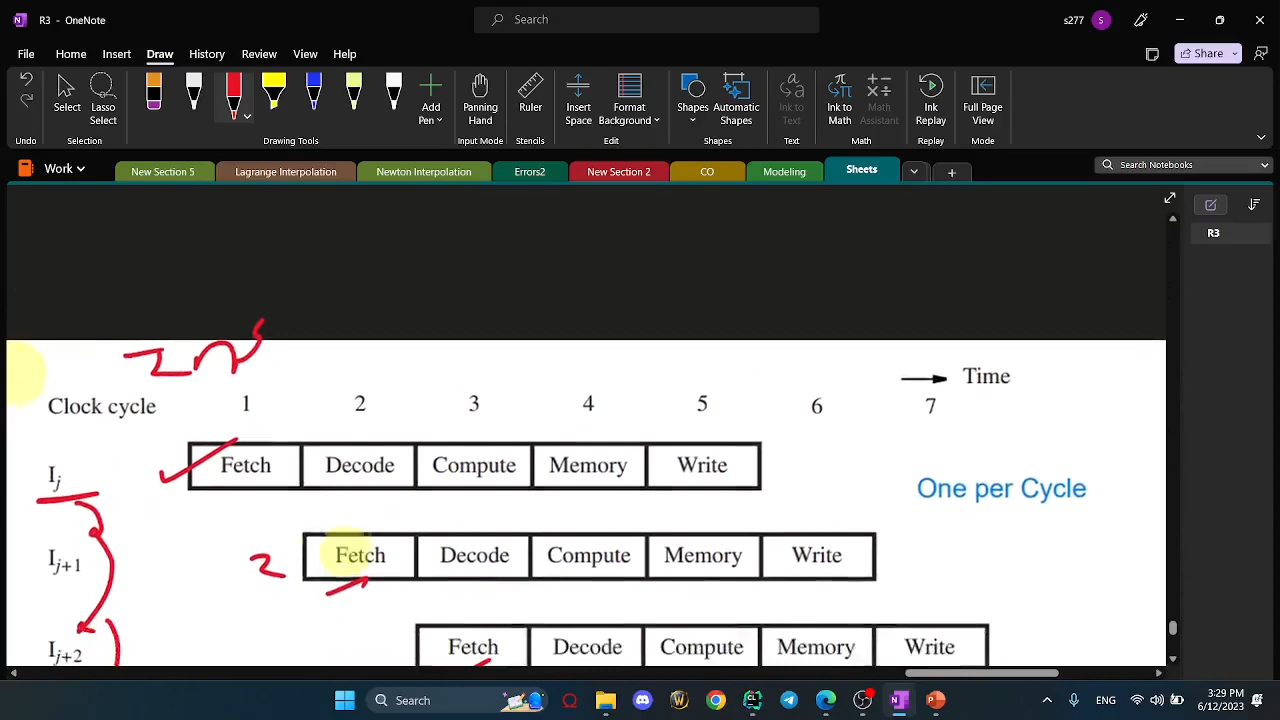 R3 - OneNote
Search
s277
S
File Home Insert Draw History Review View Help
Share
Undo
Select
Lasso Select
Add Pen
Panning Hand
Ruler
Insert Space
Format Background
Shapes
Automatic Shapes
Ink to Text
Ink to Math
Math Assistant
Ink Replay
Full Page View
Undo Selection Drawing Tools Input Mode Stencils Edit Shapes Text Math Replay View
Work
New Section 5
Lagrange Interpolation
Newton Interpolation
Errors2
New Section 2
CO
Modeling
Sheets
Search Notebooks
R3
Time
Clock cycle 1 2 3 4 5 6 7
Ij Fetch Decode Compute Memory Write
One per Cycle
Ij+1 2 Fetch Decode Compute Memory Write
Ij+2 Fetch Decode Compute Memory Write
Search
ENG
3:29 PM
6/12/2023